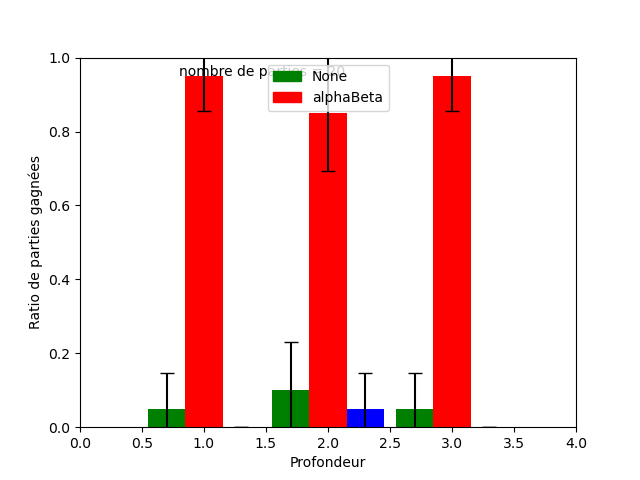 nombre de parties = 20
None
alphaBeta
1.0
0.8
0.6
0.4
0.2
0.0
Ratio de parties gagnées
0.0 0.5 1.0 1.5 2.0 2.5 3.0 3.5 4.0
Profondeur